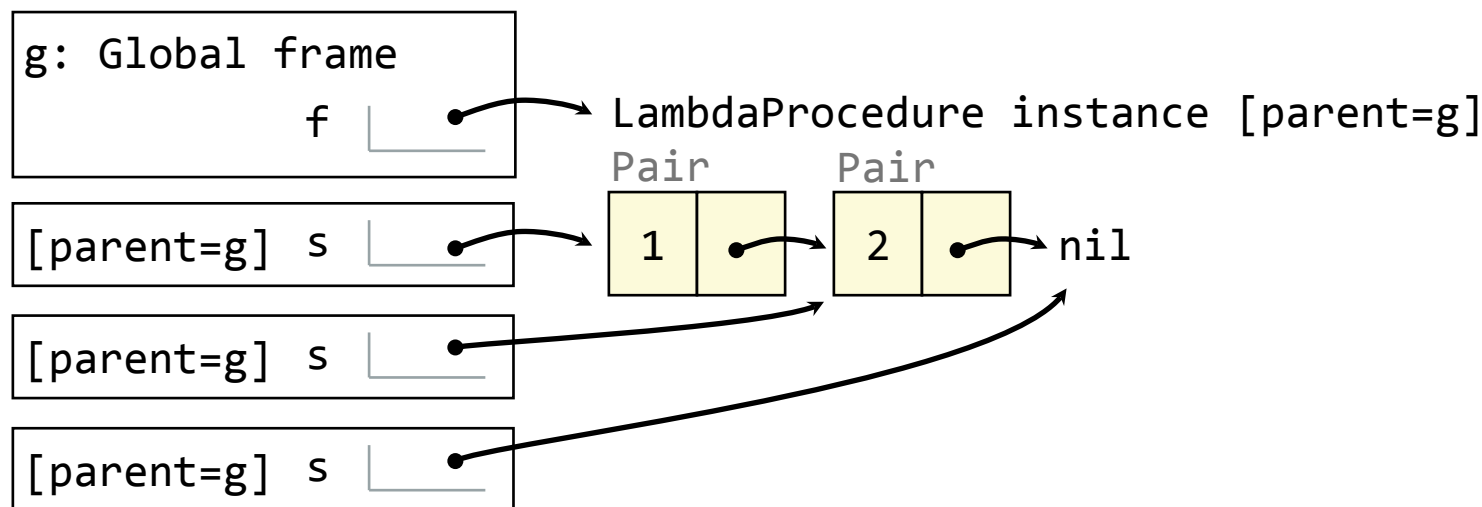 g: Global frame
f
LambdaProcedure instance [parent=g]
Pair Pair
[parent=g] s
1 2 nil
[parent=g] s
[parent=g] s